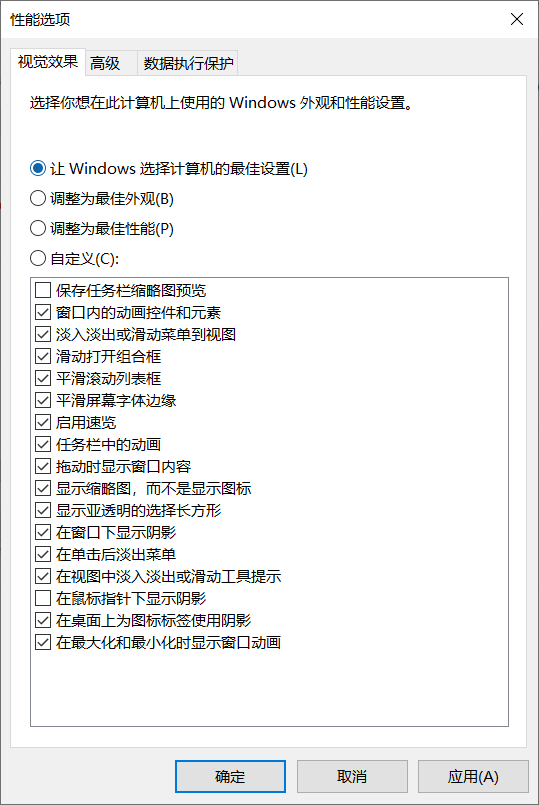 性能选项
视觉效果
高级
数据执行保护
选择你想在此计算机上使用的 Windows 外观和性能设置。
让 Windows 选择计算机的最佳设置(L)
调整为最佳外观(B)
调整为最佳性能(P)
自定义(C):
保存任务栏缩略图预览
窗口内的动画控件和元素
淡入淡出或滑动菜单到视图
滑动打开组合框
平滑滚动列表框
平滑屏幕字体边缘
启用速览
任务栏中的动画
拖动时显示窗口内容
显示缩略图，而不是显示图标
显示亚透明的选择长方形
在窗口下显示阴影
在单击后淡出菜单
在视图中淡入淡出或滑动工具提示
在鼠标指针下显示阴影
在桌面上为图标标签使用阴影
在最大化和最小化时显示窗口动画
确定
取消
应用(A)